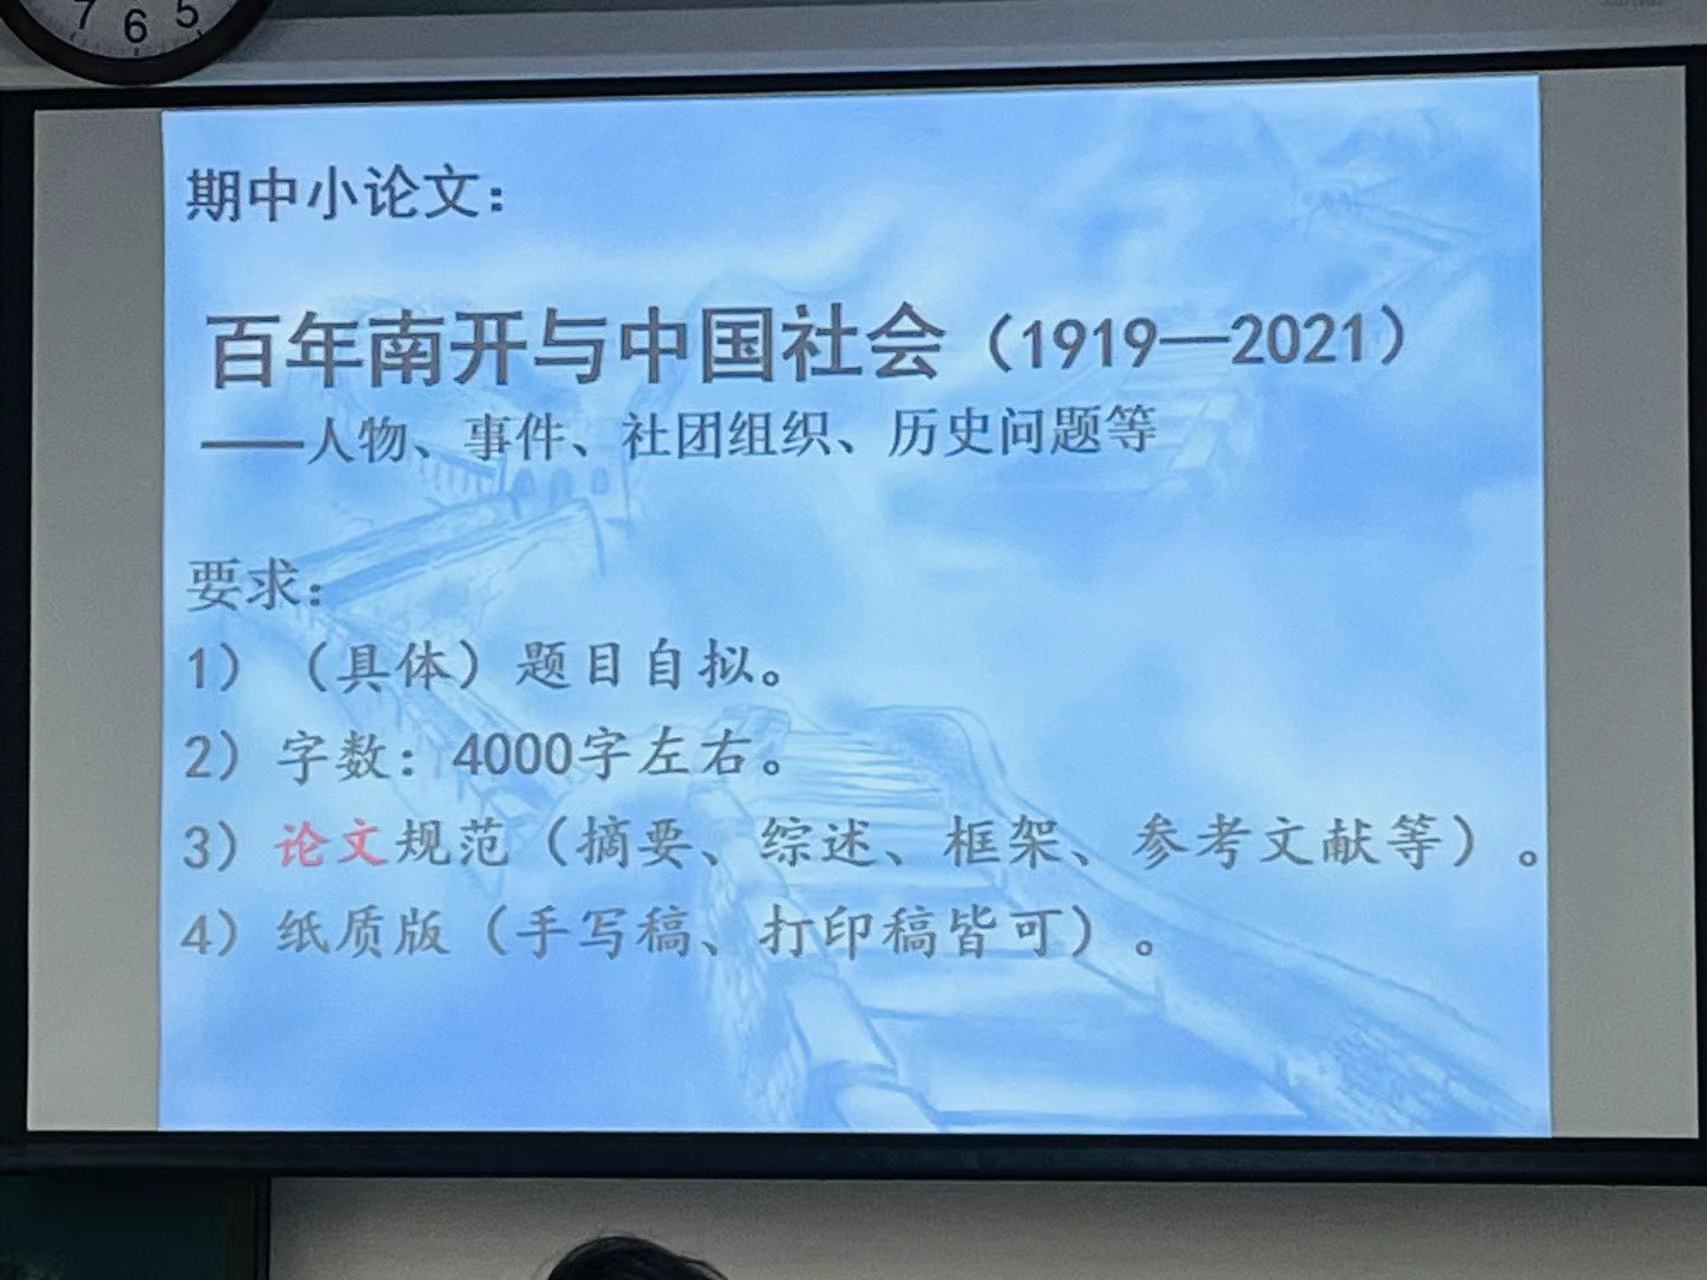 7 6 5
期中小论文：
百年南开与中国社会（1919—2021）
——人物、事件、社团组织、历史问题等
要求：
1）（具体）题目自拟。
2）字数：4000字左右。
3）论文规范（摘要、综述、框架、参考文献等）。
4）纸质版（手写稿、打印稿皆可）。